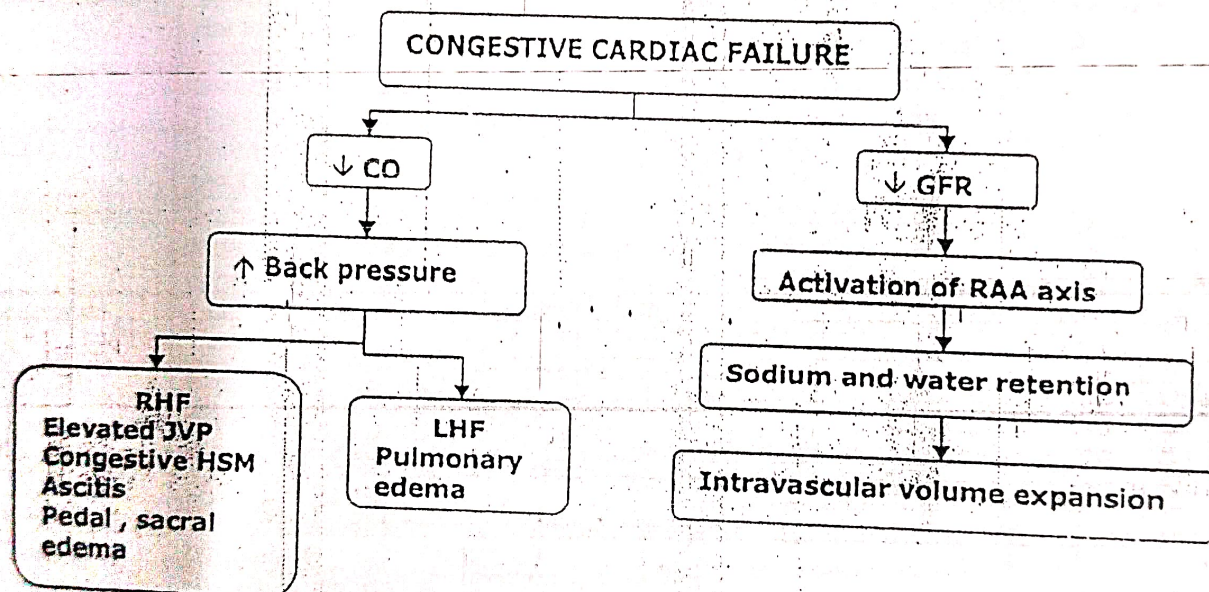 CONGESTIVE CARDIAC FAILURE
↓ CO
↓ GFR
↑ Back pressure
Activation of RAA axis
RHF
Elevated JVP
Congestive HSM
Ascitis
Pedal , sacral
edema
LHF
Pulmonary
edema
Sodium and water retention
Intravascular volume expansion